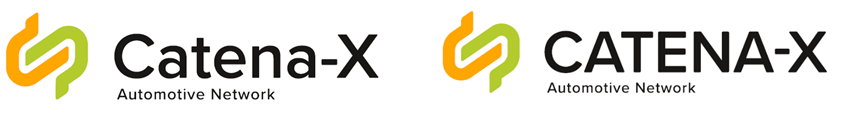 Catena-X
Automotive Network
CATENA-X
Automotive Network